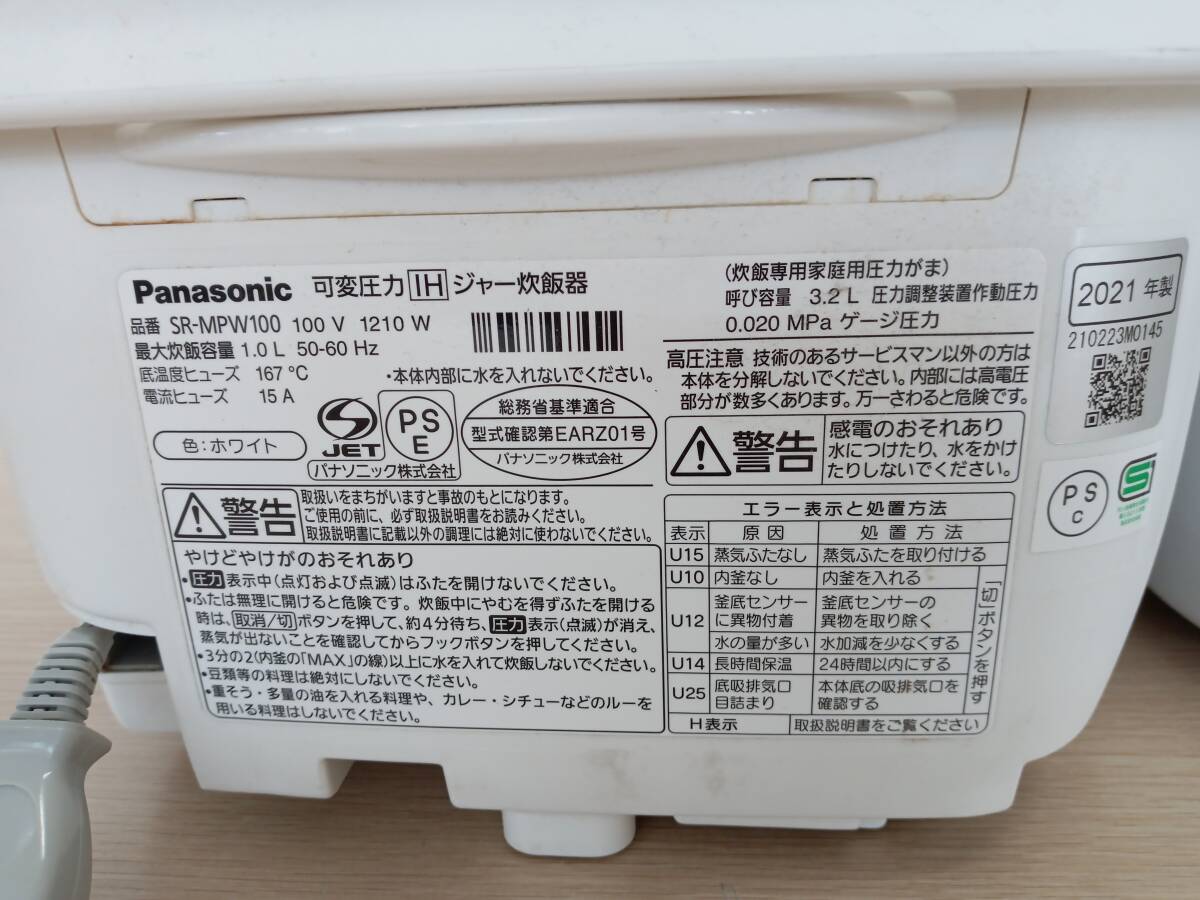 Panasonic 可変圧力IHジャー炊飯器
品番 SR-MPW100 100 V 1210 W
最大炊飯容量 1.0 L 50-60 Hz
低温度ヒューズ 167 ℃
電流ヒューズ 15 A
・本体内部に水を入れないでください。
色:ホワイト
JET
PS
E
パナソニック株式会社
総務省基準適合
型式確認第EARZ01号
パナソニック株式会社
警告
取扱いをまちがいますと事故のもとになります。
ご使用の前に、必ず取扱説明書をお読みください。
取扱説明書に記載以外の調理には絶対に使わないでください。
やけどやけがのおそれあり
・圧力表示中(点灯および点滅)はふたを開けないでください。
・ふたは無理に開けると危険です。炊飯中にやむを得ずふたを開ける
時は、取消/切ボタンを押して、約4分待ち、圧力表示(点滅)が消え、
蒸気が出ないことを確認してからフックボタンを押してください。
・3分の2(内釜の「MAX」の線)以上に水を入れて炊飯しないでください。
・豆類等の料理は絶対にしないでください。
・重そう・多量の油を入れる料理や、カレー・シチューなどのルーを
用いる料理はしないでください。
(炊飯専用家庭用圧力がま)
呼び容量 3.2 L 圧力調整装置作動圧力
0.020 MPa ゲージ圧力
高圧注意 技術のあるサービスマン以外の方は
本体を分解しないでください。内部には高電圧
部分が数多くあります。万一さわると危険です。
警告
感電のおそれあり
水につけたり、水をかけ
たりしないでください。
エラー表示と処置方法
表示 原因 処置方法
U15 蒸気ふたなし 蒸気ふたを取り付ける
U10 内釜なし 内釜を入れる
U12 釜底センサーに異物付着 釜底センサーの異物を取り除く
水の量が多い 水加減を少なくする
U14 長時間保温 24時間以内にする
U25 底吸排気口目詰まり 本体底の吸排気口を確認する
「切」ボタンを押す
H表示 取扱説明書をご覧ください
2021年製
210223M0145
PS
C
S